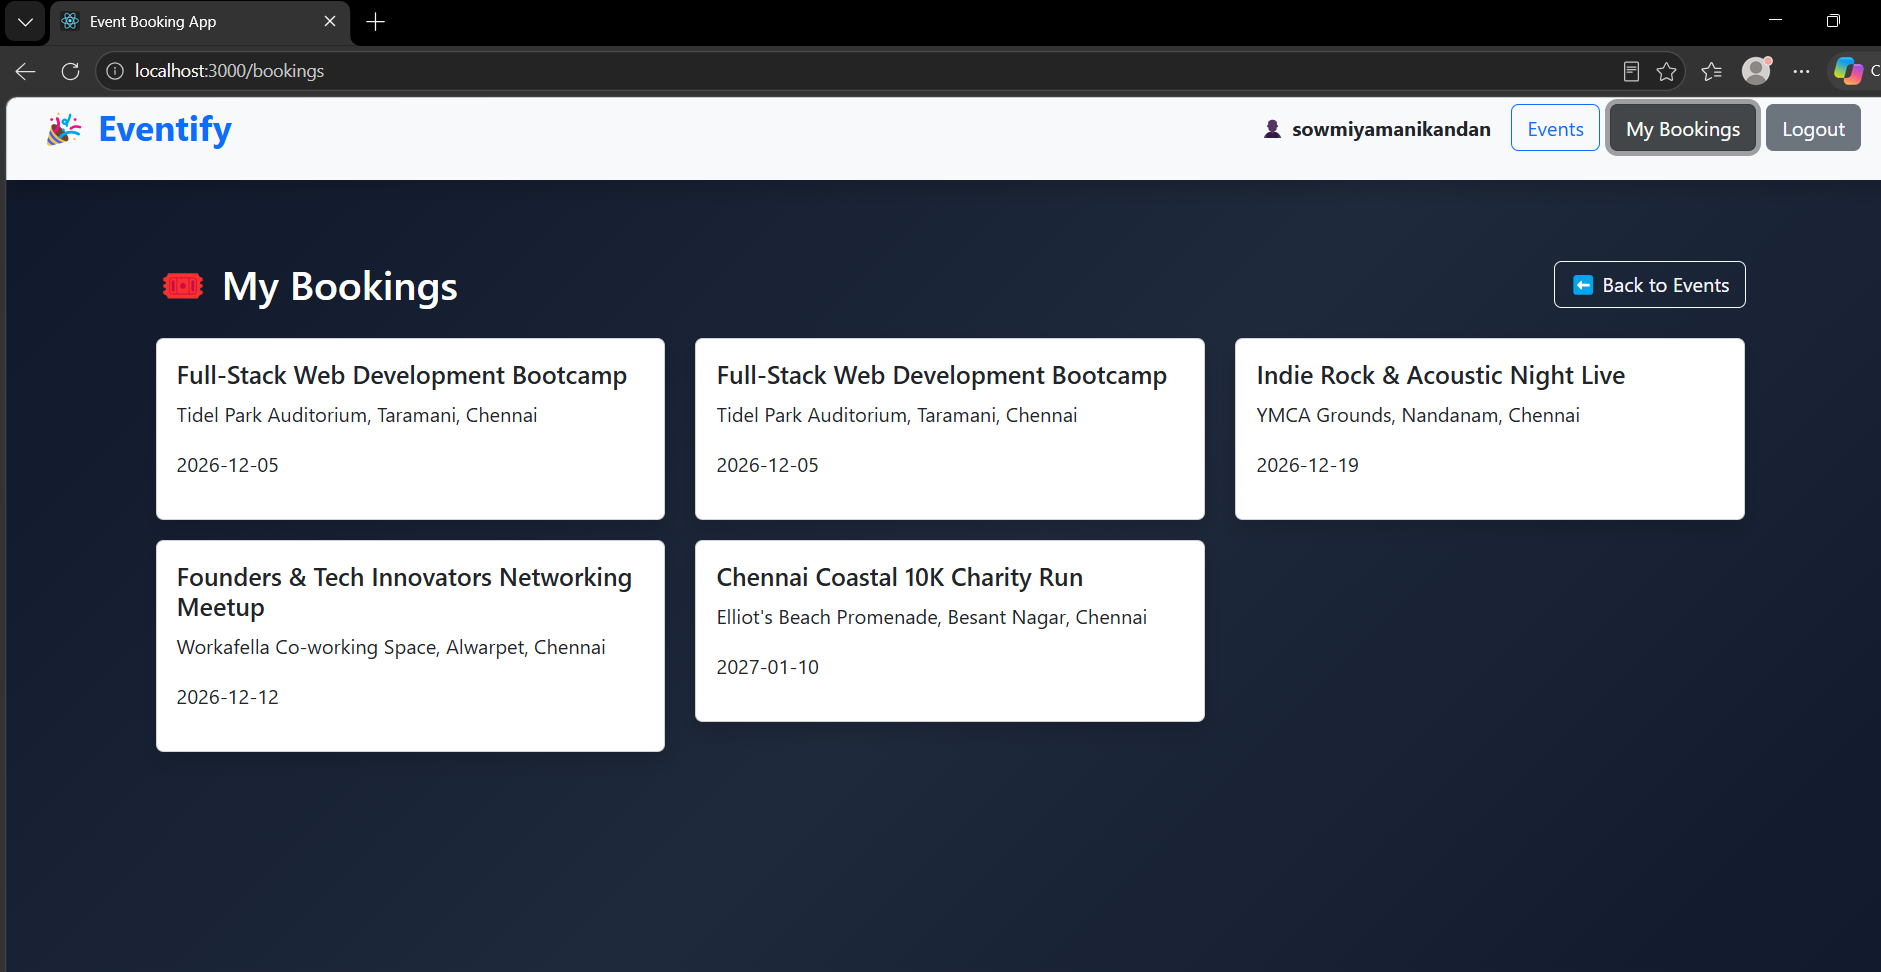 Event Booking App
localhost:3000/bookings
Eventify
sowmiyamanikandan
Events
My Bookings
Logout
My Bookings
Back to Events
Full-Stack Web Development Bootcamp
Tidel Park Auditorium, Taramani, Chennai
2026-12-05
Full-Stack Web Development Bootcamp
Tidel Park Auditorium, Taramani, Chennai
2026-12-05
Indie Rock & Acoustic Night Live
YMCA Grounds, Nandanam, Chennai
2026-12-19
Founders & Tech Innovators Networking
Meetup
Workafella Co-working Space, Alwarpet, Chennai
2026-12-12
Chennai Coastal 10K Charity Run
Elliot's Beach Promenade, Besant Nagar, Chennai
2027-01-10